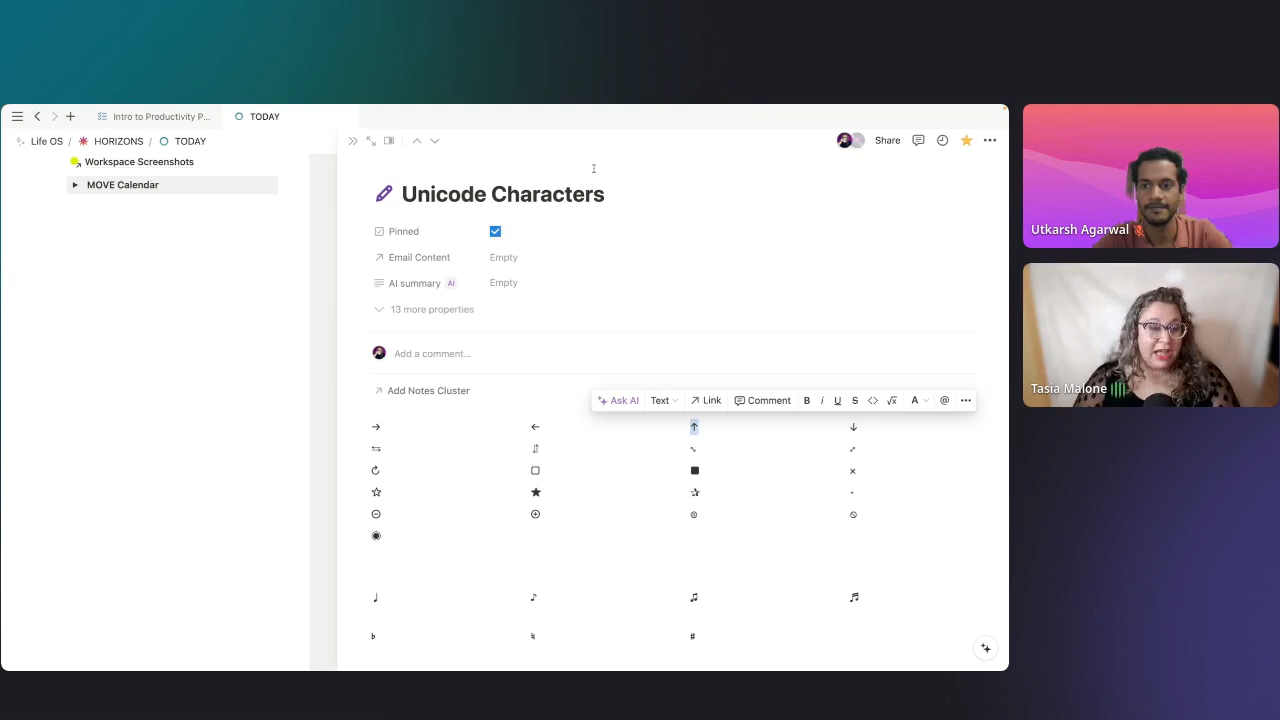 Intro to Productivity P...
TODAY
Life OS / HORIZONS / TODAY
Share
Workspace Screenshots
MOVE Calendar
Unicode Characters
Pinned
Email Content Empty
AI summary AI Empty
13 more properties
Add a comment...
Add Notes Cluster
Ask AI Text Link Comment B i U S <> √x A @ •••
→ ← ↑ ↓
⇆ ⇵ ⤡ ⤢
↻ □ ■ ×
☆ ★ ✰ ·
⊖ ⊕ ⊜ ⦸
◉
♩ ♪ ♫ ♬
♭ ♮ ♯
Utkarsh Agarwal
Tasia Malone